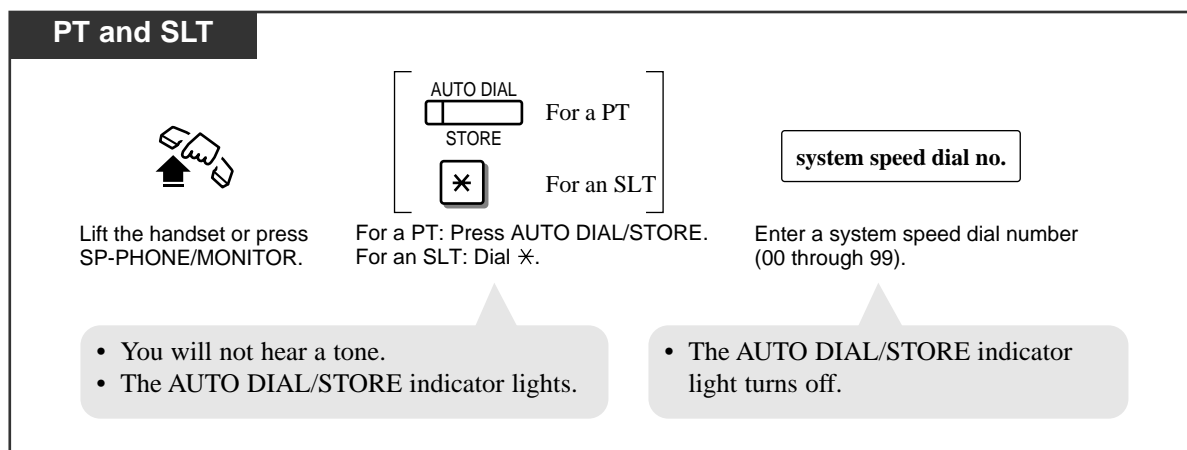 PT and SLT
AUTO DIAL
For a PT
STORE
For an SLT
system speed dial no.
Lift the handset or press
SP-PHONE/MONITOR.
For a PT: Press AUTO DIAL/STORE.
For an SLT: Dial ✳.
Enter a system speed dial number
(00 through 99).
• You will not hear a tone.
• The AUTO DIAL/STORE indicator lights.
• The AUTO DIAL/STORE indicator
light turns off.